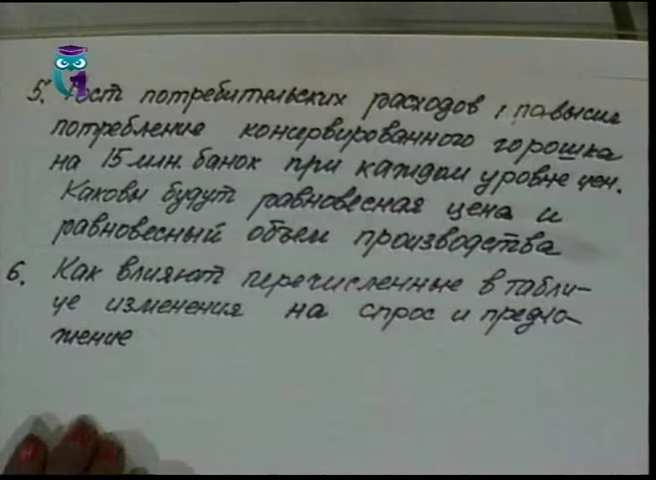 5. Рост потребительских расходов, повысил
потребление консервированного горошка
на 15 млн. банок при каждом уровне цен.
Каковы будут равновесная цена и
равновесный объем производства
6. Как влияют перечисленные в табли-
це изменения на спрос и предло-
жение